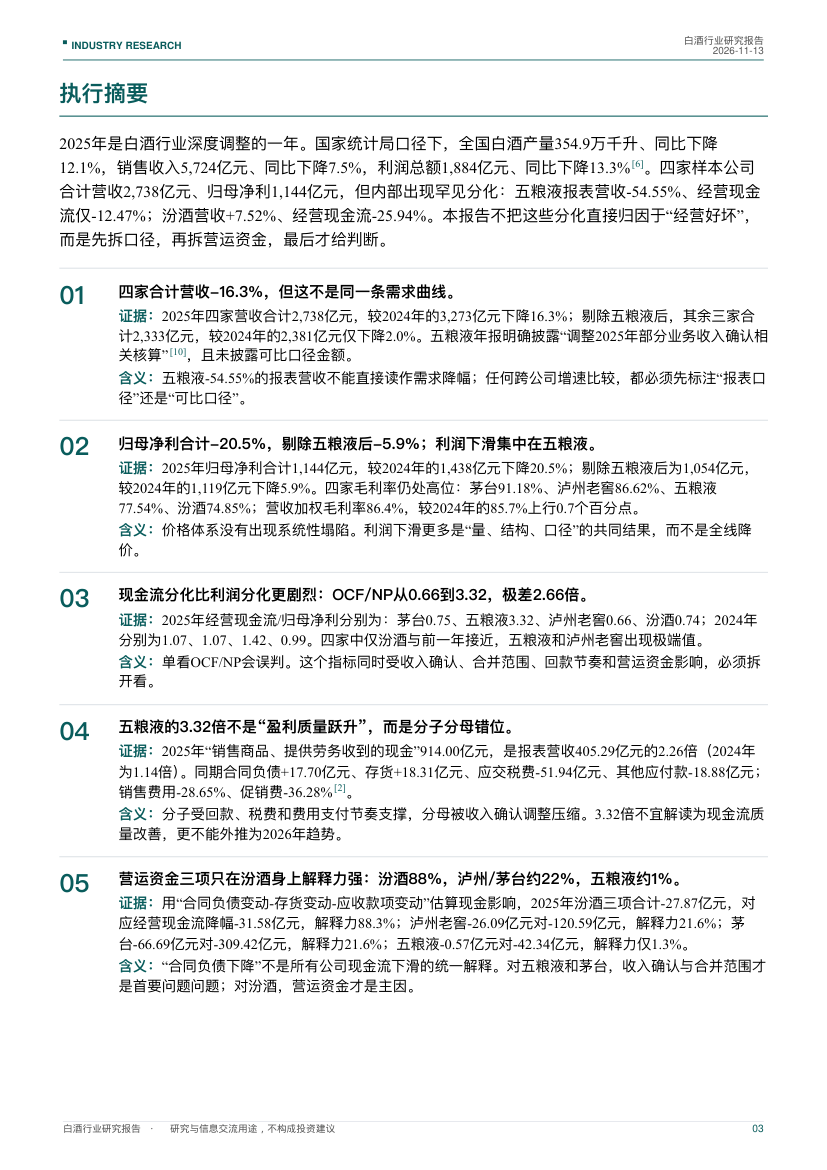 INDUSTRY RESEARCH
白酒行业研究报告
2026-11-13
执行摘要
2025年是白酒行业深度调整的一年。国家统计局口径下，全国白酒产量354.9万千升、同比下降
12.1%，销售收入5,724亿元、同比下降7.5%，利润总额1,884亿元、同比下降13.3%[6]。四家样本公司
合计营收2,738亿元、归母净利1,144亿元，但内部出现罕见分化：五粮液报表营收-54.55%、经营现金
流仅-12.47%；汾酒营收+7.52%、经营现金流-25.94%。本报告不把这些分化直接归因于“经营好坏”，
而是先拆口径，再拆营运资金，最后才给判断。
01
四家合计营收−16.3%，但这不是同一条需求曲线。
证据：2025年四家营收合计2,738亿元，较2024年的3,273亿元下降16.3%；剔除五粮液后，其余三家合
计2,333亿元，较2024年的2,381亿元仅下降2.0%。五粮液年报明确披露“调整2025年部分业务收入确认相
关核算”[10]，且未披露可比口径金额。
含义：五粮液-54.55%的报表营收不能直接读作需求降幅；任何跨公司增速比较，都必须先标注“报表口
径”还是“可比口径”。
02
归母净利合计−20.5%，剔除五粮液后−5.9%；利润下滑集中在五粮液。
证据：2025年归母净利合计1,144亿元，较2024年的1,438亿元下降20.5%；剔除五粮液后为1,054亿元，
较2024年的1,119亿元下降5.9%。四家毛利率仍处高位：茅台91.18%、泸州老窖86.62%、五粮液
77.54%、汾酒74.85%；营收加权毛利率86.4%，较2024年的85.7%上行0.7个百分点。
含义：价格体系没有出现系统性塌陷。利润下滑更多是“量、结构、口径”的共同结果，而不是全线降
价。
03
现金流分化比利润分化更剧烈：OCF/NP从0.66到3.32，极差2.66倍。
证据：2025年经营现金流/归母净利分别为：茅台0.75、五粮液3.32、泸州老窖0.66、汾酒0.74；2024年
分别为1.07、1.07、1.42、0.99。四家中仅汾酒与前一年接近，五粮液和泸州老窖出现极端值。
含义：单看OCF/NP会误判。这个指标同时受收入确认、合并范围、回款节奏和营运资金影响，必须拆
开看。
04
五粮液的3.32倍不是“盈利质量跃升”，而是分子分母错位。
证据：2025年“销售商品、提供劳务收到的现金”914.00亿元，是报表营收405.29亿元的2.26倍（2024年
为1.14倍）。同期合同负债+17.70亿元、存货+18.31亿元、应交税费-51.94亿元、其他应付款-18.88亿元；
销售费用-28.65%、促销费-36.28%[2]。
含义：分子受回款、税费和费用支付节奏支撑，分母被收入确认调整压缩。3.32倍不宜解读为现金流质
量改善，更不能外推为2026年趋势。
05
营运资金三项只在汾酒身上解释力强：汾酒88%，泸州/茅台约22%，五粮液约1%。
证据：用“合同负债变动-存货变动-应收款项变动”估算现金影响，2025年汾酒三项合计-27.87亿元，对
应经营现金流降幅-31.58亿元，解释力88.3%；泸州老窖-26.09亿元对-120.59亿元，解释力21.6%；茅
台-66.69亿元对-309.42亿元，解释力21.6%；五粮液-0.57亿元对-42.34亿元，解释力仅1.3%。
含义：“合同负债下降”不是所有公司现金流下滑的统一解释。对五粮液和茅台，收入确认与合并范围才
是首要问题问题；对汾酒，营运资金才是主因。
白酒行业研究报告 · 研究与信息交流用途，不构成投资建议
03